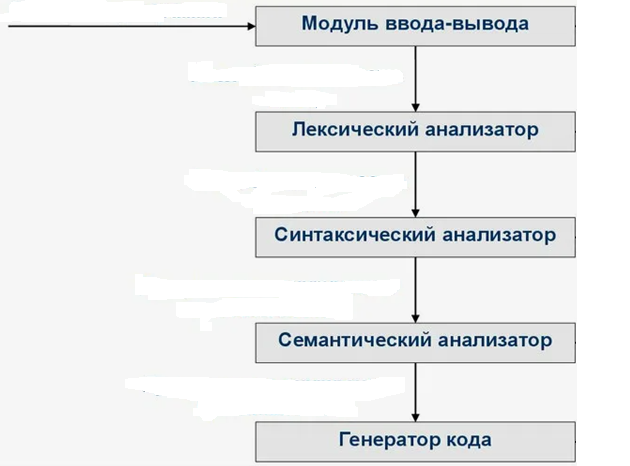 Модуль ввода-вывода
Лексический анализатор
Синтаксический анализатор
Семантический анализатор
Генератор кода